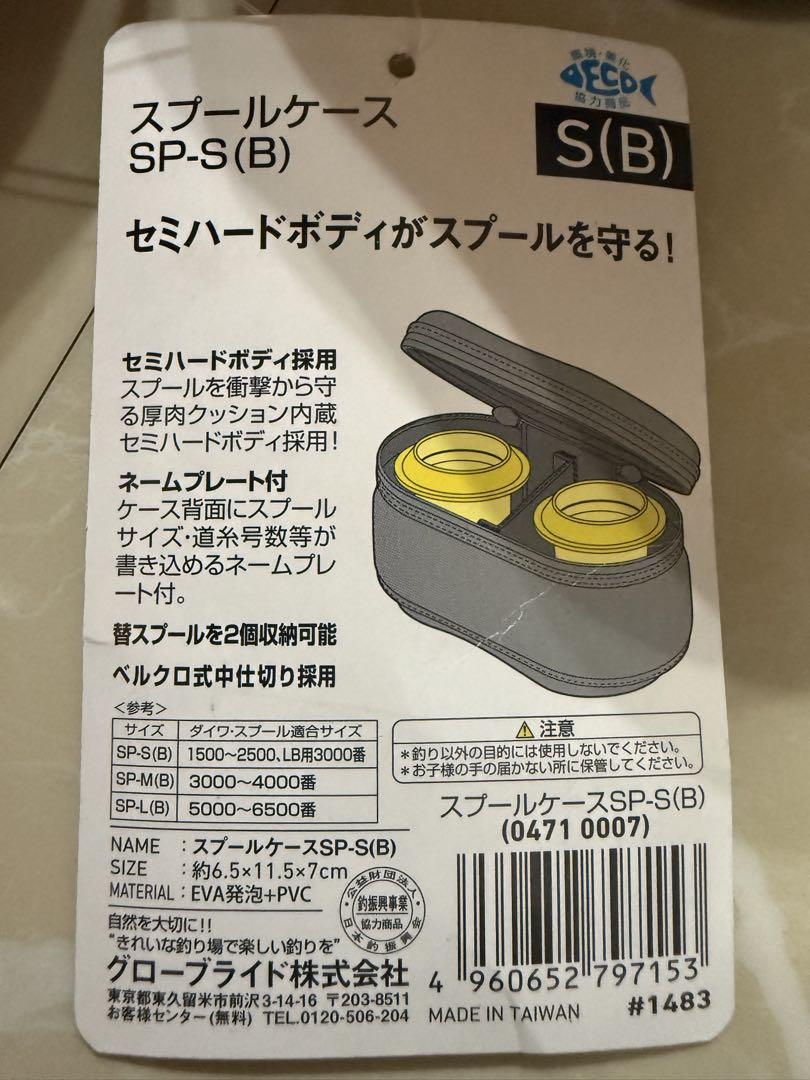 環境・美化
ECO
協力商品
スプールケース
SP-S(B)
S(B)
セミハードボディがスプールを守る!
セミハードボディ採用
スプールを衝撃から守
る厚肉クッション内蔵
セミハードボディ採用!
ネームプレート付
ケース背面にスプール
サイズ・道糸号数等が
書き込めるネームプレ
ート付。
替スプールを2個収納可能
ベルクロ式中仕切り採用
<参考>
サイズ ダイワ・スプール適合サイズ
SP-S(B) 1500〜2500、LB用3000番
SP-M(B) 3000〜4000番
SP-L(B) 5000〜6500番
注意
*釣り以外の目的には使用しないでください。
*お子様の手の届かない所に保管してください。
スプールケースSP-S(B)
(0471 0007)
NAME :スプールケースSP-S(B)
SIZE :約6.5×11.5×7cm
MATERIAL:EVA発泡+PVC
公益財団法人
釣振興事業
協力商品
日本釣振興会
自然を大切に!!
"きれいな釣り場で楽しい釣りを"
グローブライド株式会社
東京都東久留米市前沢3-14-16 〒203-8511
お客様センター(無料) TEL.0120-506-204
4 960652 797153
MADE IN TAIWAN
#1483